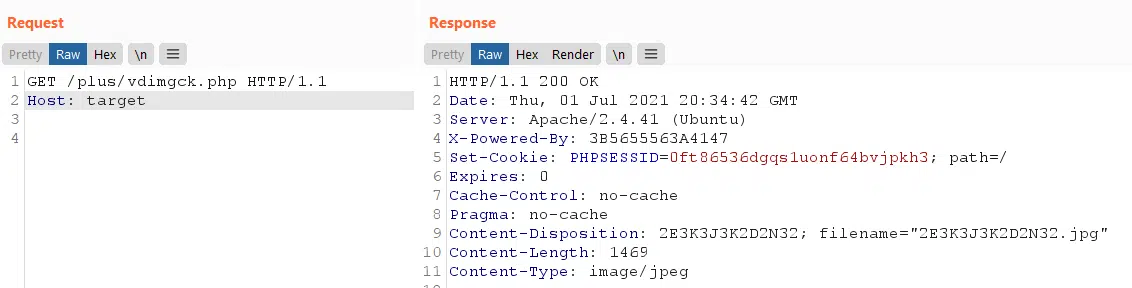 Request
Pretty Raw Hex \n
1 GET /plus/vdimgck.php HTTP/1.1
2 Host: target
3
4
Response
Pretty Raw Hex Render \n
1 HTTP/1.1 200 OK
2 Date: Thu, 01 Jul 2021 20:34:42 GMT
3 Server: Apache/2.4.41 (Ubuntu)
4 X-Powered-By: 3B5655563A4147
5 Set-Cookie: PHPSESSID=0ft86536dgqs1uonf64bvjpkh3; path=/
6 Expires: 0
7 Cache-Control: no-cache
8 Pragma: no-cache
9 Content-Disposition: 2E3K3J3K2D2N32; filename="2E3K3J3K2D2N32.jpg"
10 Content-Length: 1469
11 Content-Type: image/jpeg